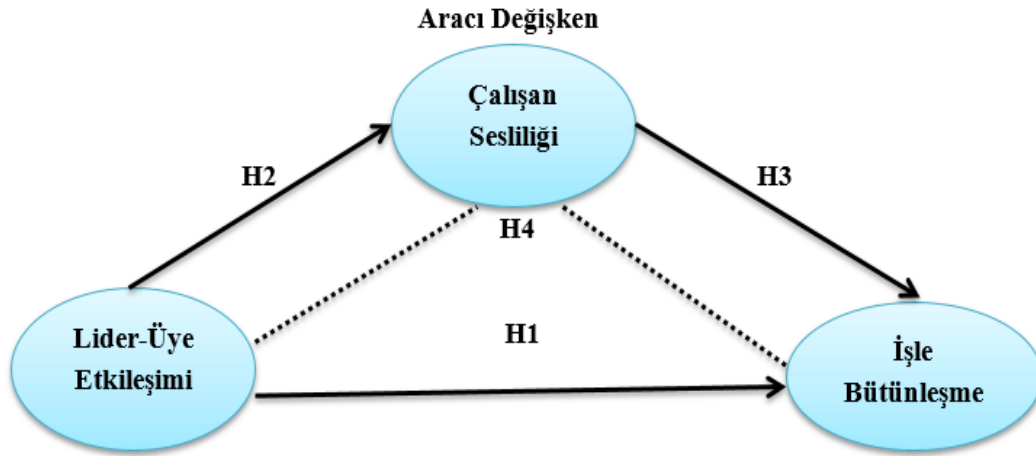 Aracı Değişken
Çalışan
Sesliliği
H2
H3
H4
Lider-Üye
Etkileşimi
H1
İşle
Bütünleşme